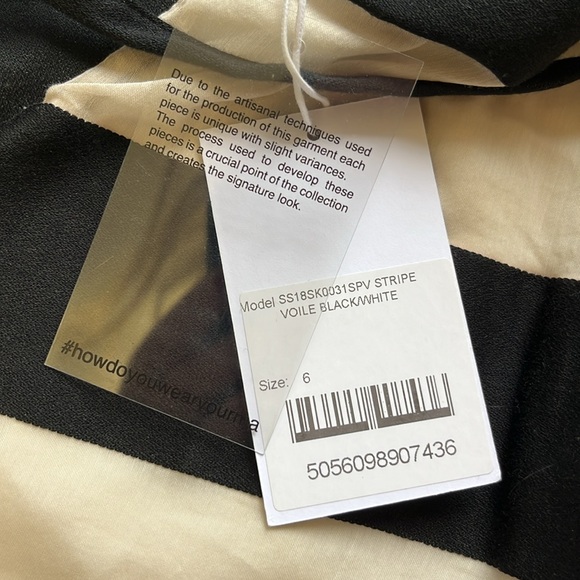 Due to the artisanal techniques used
for the production of this garment each
piece is unique with slight variances.
The process used to develop these
pieces is a crucial point of the collection
and creates the signature look.
#howdoyouwearyourma
Model SS18SK0031SPV STRIPE
VOILE BLACK/WHITE
Size: 6
5056098907436